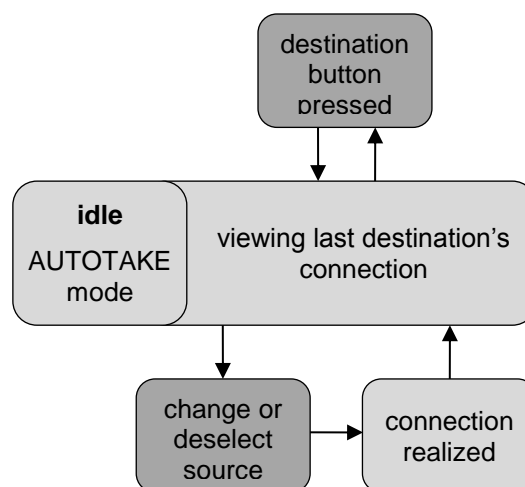 destination
button
pressed
idle
AUTOTAKE
mode
viewing last destination’s
connection
change or
deselect
source
connection
realized